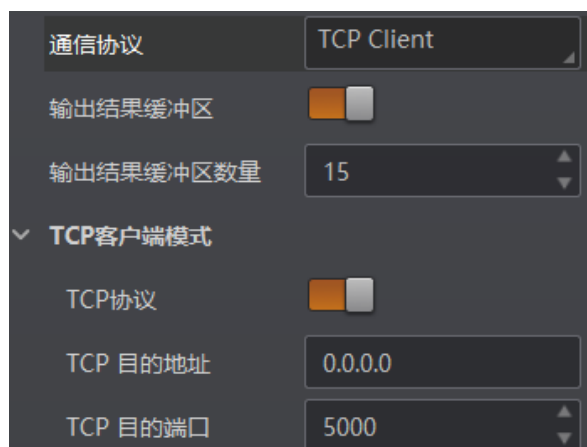 通信协议 TCP Client
输出结果缓冲区
输出结果缓冲区数量 15
TCP客户端模式
TCP协议
TCP 目的地址 0.0.0.0
TCP 目的端口 5000